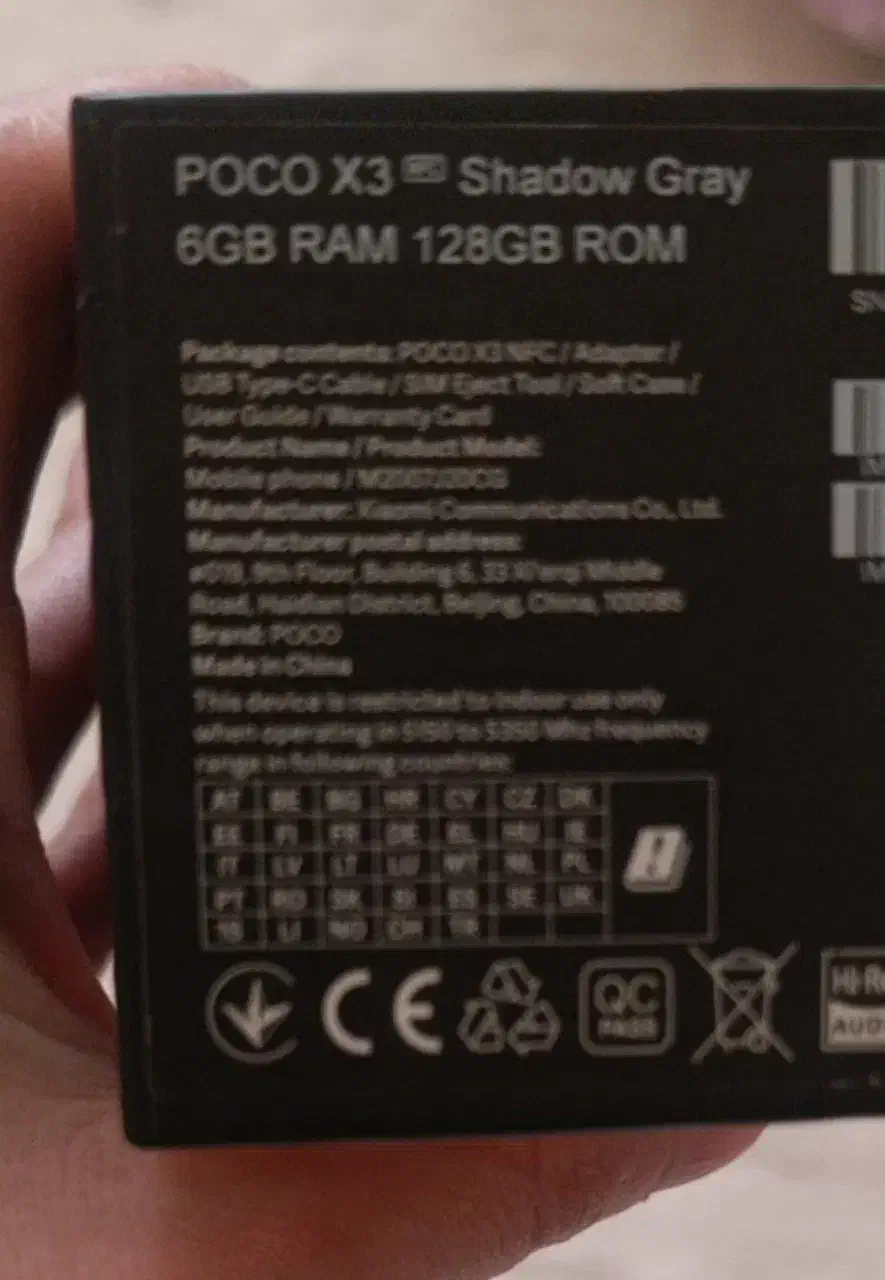 POCO X3 NFC Shadow Gray
6GB RAM 128GB ROM
SN
Package contents: POCO X3 NFC / Adapter /
USB Type-C Cable / SIM Eject Tool / Soft Case /
User Guide / Warranty Card
Product Name / Product Model:
Mobile phone /
Manufacturer: Xiaomi Communications Co., Ltd.
Manufacturer postal address:
#019, 9th Floor, Building 6, 33 Xi'erqi Middle
Road, Haidian District, Beijing, China, 100085
Brand: POCO
Made in China
This device is restricted to indoor use only
when operating in 5150 to 5350 Mhz frequency
range in following countries:
AT BE BG HR CY CZ DK
EE FI FR DE EL HU IE
IT LV LT LU MT NL PL
PT RO SK SI ES SE UK
IS LI NO CH TR
CE QC
PASS
AUD